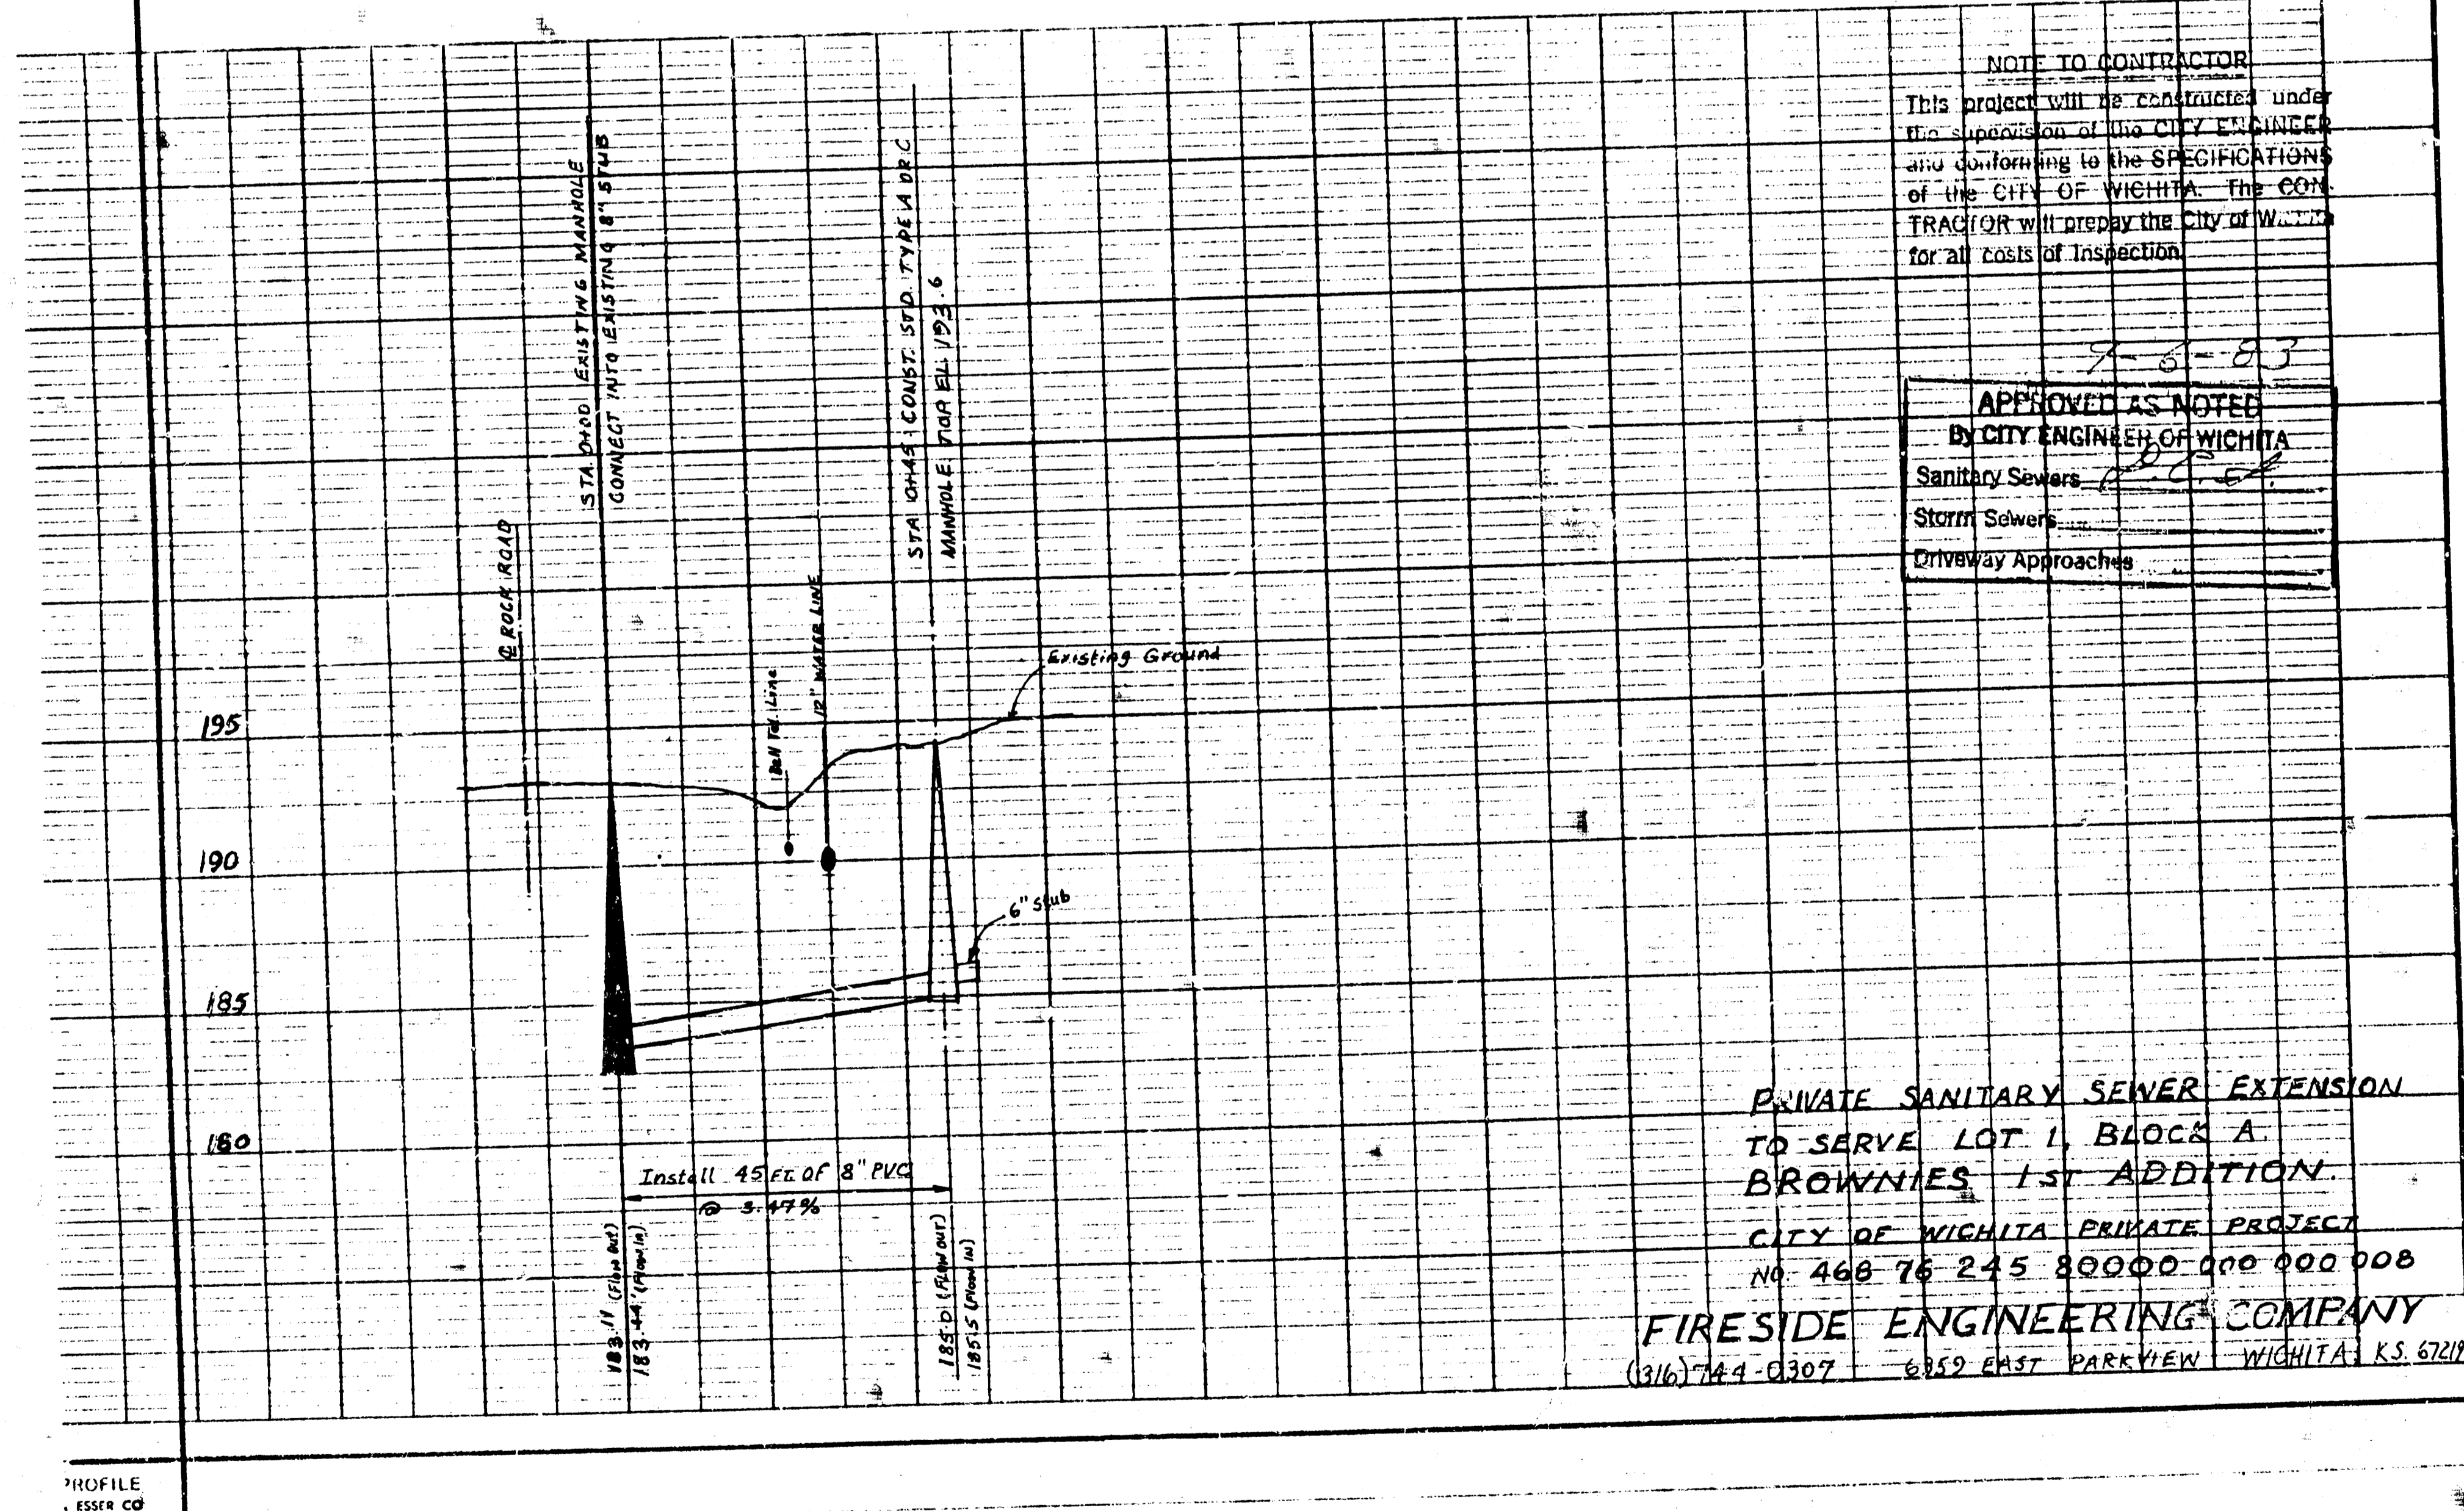 NOTE TO CONTRACTOR
This project will be constructed under
the supervision of the CITY ENGINEER
and conforming to the SPECIFICATIONS
of the CITY OF WICHITA. The CON-
TRACTOR will prepay the City of Wichita
for all costs of Inspection.
9-6-83
APPROVED AS NOTED
By CITY ENGINEER OF WICHITA
Sanitary Sewers
Storm Sewers
Driveway Approaches
℄ ROCK ROAD
STA. 0+00 EXISTING MANHOLE
CONNECT INTO EXISTING 8" STUB
Bell Tel. Line
12" WATER LINE
STA 0+45 CONST. STD. TYPE A OR C
MANHOLE TOP EL. 193.6
Existing Ground
195
190
6" Stub
185
180
Install 45 FT. OF 8" PVC
@ 3.47%
183.11 (Flow Out)
183.44 (Flow In)
185.0 (FLOW OUT)
185.5 (Flow IN)
PRIVATE SANITARY SEWER EXTENSION
TO SERVE LOT 1, BLOCK A.
BROWNIES 1ST ADDITION.
CITY OF WICHITA PRIVATE PROJECT
NO 468 76 245 80000 000 000 008
FIRESIDE ENGINEERING COMPANY
(316) 744-0307 6359 EAST PARKVIEW WICHITA, KS. 67219
PROFILE
ESSER CO